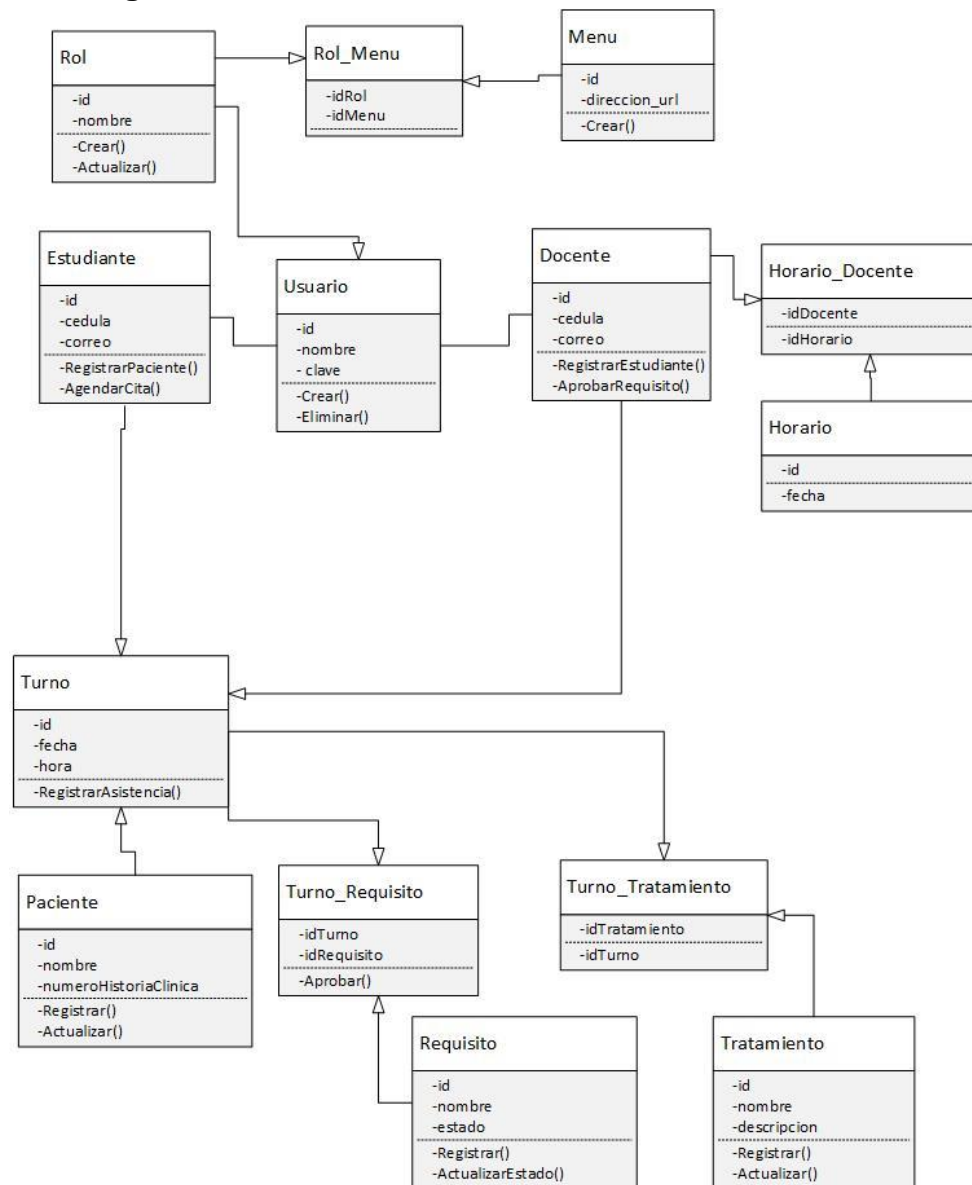 Rol
-id
-nombre
-Crear()
-Actualizar()
Rol_Menu
-idRol
-idMenu
Menu
-id
-direccion_url
-Crear()
Estudiante
-id
-cedula
-correo
-RegistrarPaciente()
-AgendarCita()
Usuario
-id
-nombre
- clave
-Crear()
-Eliminar()
Docente
-id
-cedula
-correo
-RegistrarEstudiante()
-AprobarRequisito()
Horario_Docente
-idDocente
-idHorario
Horario
-id
-fecha
Turno
-id
-fecha
-hora
-RegistrarAsistencia()
Paciente
-id
-nombre
-numeroHistoriaClinica
-Registrar()
-Actualizar()
Turno_Requisito
-idTurno
-idRequisito
-Aprobar()
Turno_Tratamiento
-idTratamiento
-idTurno
Requisito
-id
-nombre
-estado
-Registrar()
-ActualizarEstado()
Tratamiento
-id
-nombre
-descripcion
-Registrar()
-Actualizar()